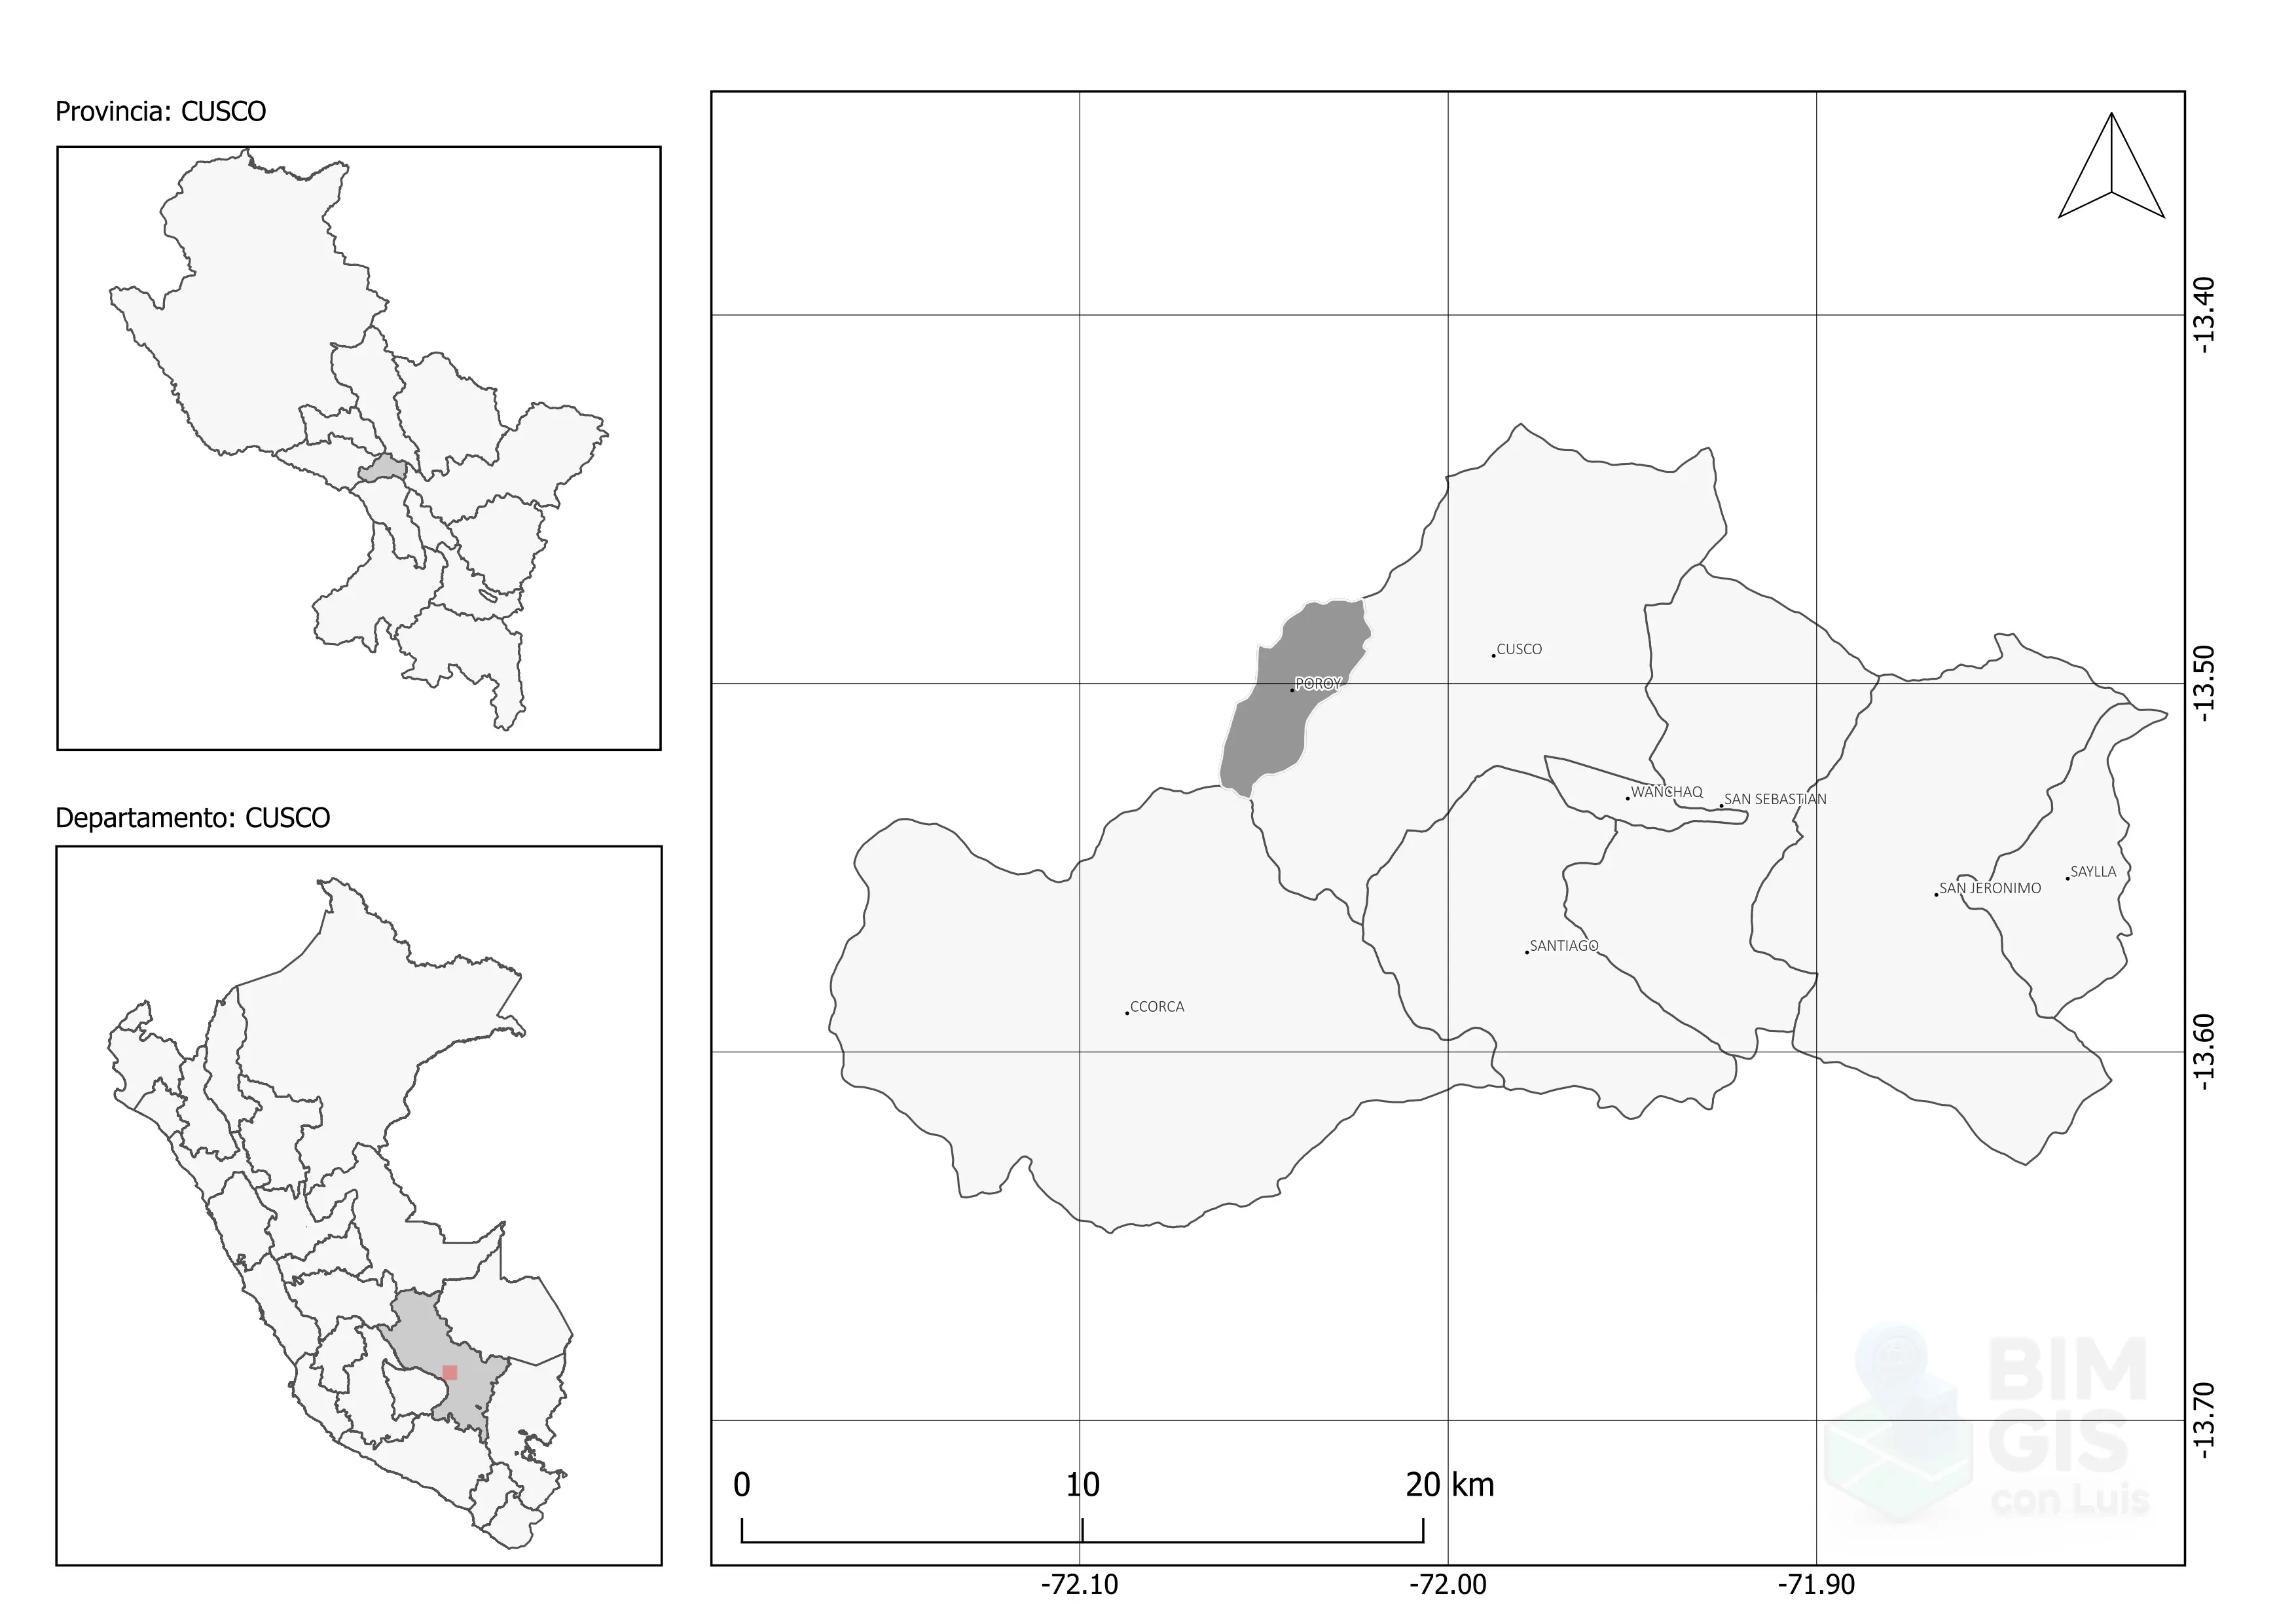 Provincia: CUSCO
Departamento: CUSCO
-13.40
CUSCO
-13.50
POROY
WANCHAQ
SAN SEBASTIAN
SAYLLA
SAN JERONIMO
SANTIAGO
CCORCA
-13.60
-13.70
BIM
GIS
con Luis
0 10 20 km
-72.10 -72.00 -71.90